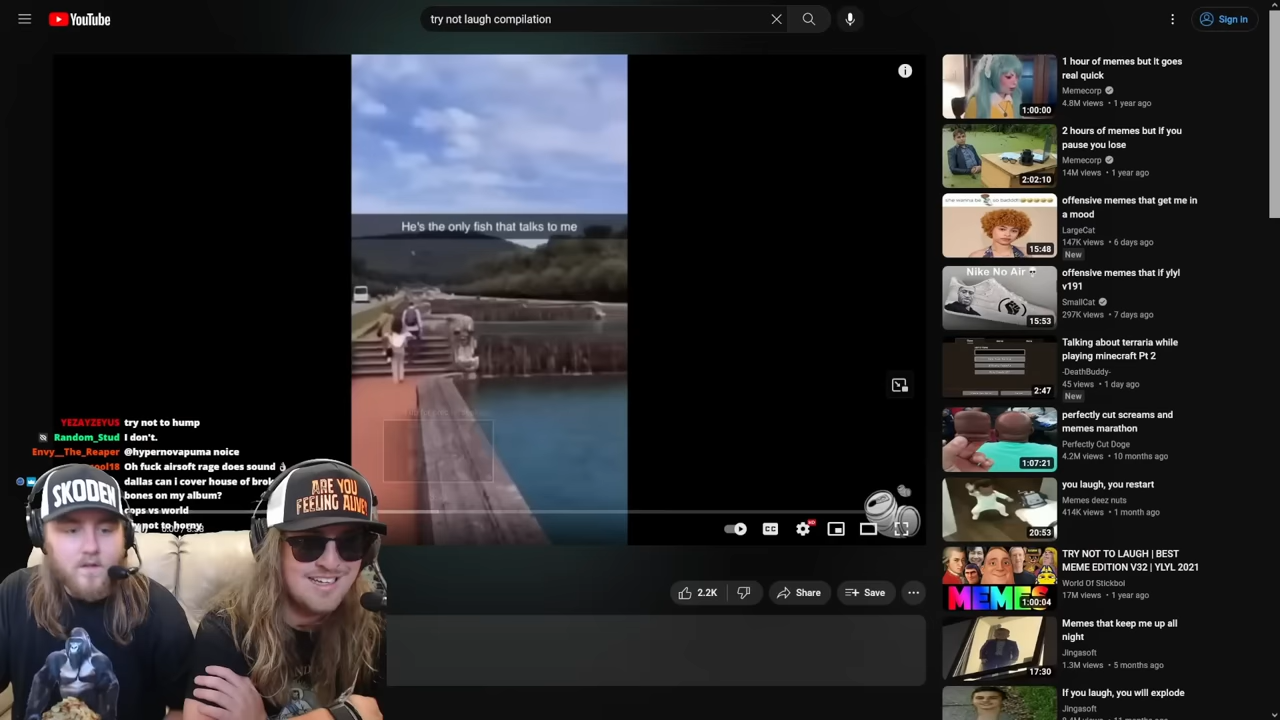 YouTube
try not laugh compilation
Sign in
He's the only fish that talks to me
YEZAYZEYUS try not to hump
Random_Stud I don't.
Envy__The_Reaper @hypernovapuma noice
Oh fuck airsoft rage does sound
dallas can i cover house of brok
bones on my album?
cops vs world
not to horny
SKODEN
ARE YOU
FEELING ALIVE?
CC
HD
2.2K
Share
Save
1:00:00
1 hour of memes but it goes
real quick
Memecorp
4.8M views • 1 year ago
2:02:10
2 hours of memes but if you
pause you lose
Memecorp
14M views • 1 year ago
15:48
offensive memes that get me in
a mood
LargeCat
147K views • 6 days ago
New
Nike No Air
15:53
offensive memes that if ylyl
v191
SmallCat
297K views • 7 days ago
2:47
Talking about terraria while
playing minecraft Pt 2
-DeathBuddy-
45 views • 1 day ago
New
1:07:21
perfectly cut screams and
memes marathon
Perfectly Cut Doge
4.2M views • 10 months ago
20:53
you laugh, you restart
Memes deez nuts
414K views • 1 month ago
MEMES
1:00:04
TRY NOT TO LAUGH | BEST
MEME EDITION V32 | YLYL 2021
World Of Stickbol
17M views • 1 year ago
17:30
Memes that keep me up all
night
Jingasoft
1.3M views • 5 months ago
If you laugh, you will explode
Jingasoft